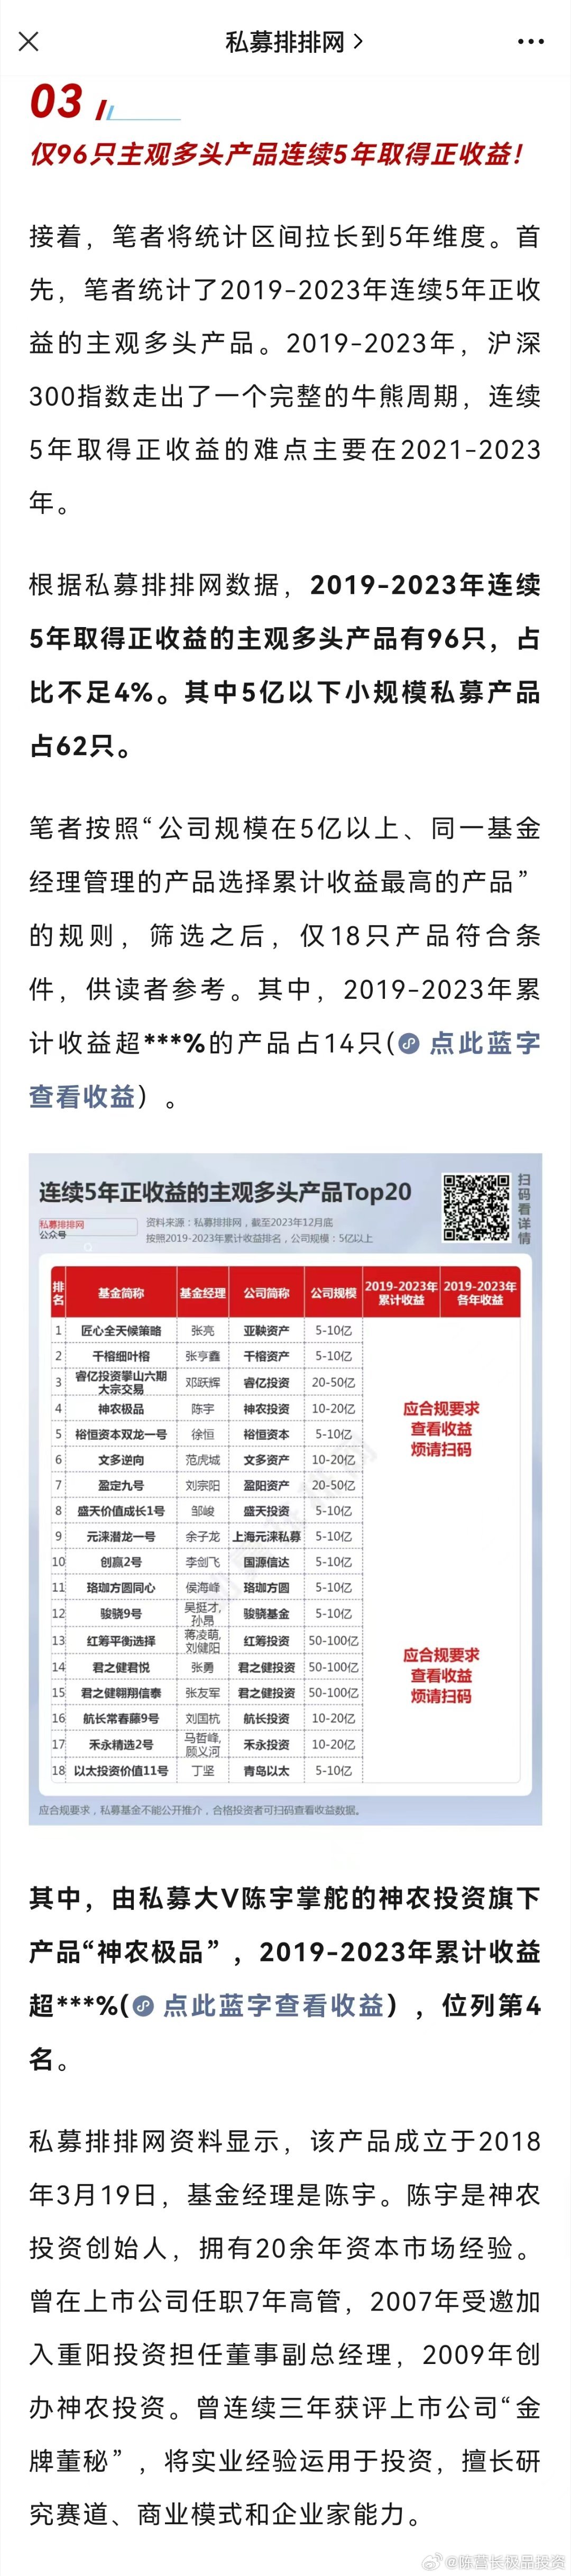 私募排排网
03
仅96只主观多头产品连续5年取得正收益！
接着，笔者将统计区间拉长到5年维度。首
先，笔者统计了2019-2023年连续5年正收
益的主观多头产品。2019-2023年，沪深
300指数走出了一个完整的牛熊周期，连续
5年取得正收益的难点主要在2021-2023
年。
根据私募排排网数据，2019-2023年连续
5年取得正收益的主观多头产品有96只，占
比不足4%。其中5亿以下小规模私募产品
占62只。
笔者按照“公司规模在5亿以上、同一基金
经理管理的产品选择累计收益最高的产品”
的规则，筛选之后，仅18只产品符合条
件，供读者参考。其中，2019-2023年累
计收益超***%的产品占14只(点此蓝字
查看收益）。
连续5年正收益的主观多头产品Top20
扫码看详情
私募排排网
公众号
资料来源：私募排排网，截至2023年12月底
按照2019-2023年累计收益排名，公司规模：5亿以上
排名 基金简称 基金经理 公司简称 公司规模 2019-2023年累计收益 2019-2023年各年收益
1 匠心全天候策略 张亮 亚鞅资产 5-10亿
2 千榕细叶榕 张亨鑫 千榕资产 5-10亿
3 睿亿投资攀山六期大宗交易 邓跃辉 睿亿投资 20-50亿
4 神农极品 陈宇 神农投资 10-20亿
5 裕恒资本双龙一号 徐恒 裕恒资本 5-10亿
6 文多逆向 范虎城 文多资产 10-20亿
7 盈定九号 刘宗阳 盈阳资产 20-50亿
8 盛天价值成长1号 邹峻 盛天投资 5-10亿
9 元涞潜龙一号 余子龙 上海元涞私募 5-10亿
10 创赢2号 李剑飞 国源信达 5-10亿
11 珞珈方圆同心 侯海峰 珞珈方圆 5-10亿
12 骏骁9号 吴挺才,孙昂 骏骁基金 5-10亿
13 红筹平衡选择 蒋凌萌,刘健阳 红筹投资 50-100亿
14 君之健君悦 张勇 君之健投资 50-100亿
15 君之健翱翔信泰 张友军 君之健投资 50-100亿
16 航长常春藤9号 刘国杭 航长投资 10-20亿
17 禾永精选2号 马哲峰,顾义河 禾永投资 10-20亿
18 以太投资价值11号 丁坚 青岛以太 5-10亿
应合规要求
查看收益
烦请扫码
应合规要求
查看收益
烦请扫码
应合规要求，私募基金不能公开推介，合格投资者可扫码查看收益数据。
其中，由私募大V陈宇掌舵的神农投资旗下
产品“神农极品”，2019-2023年累计收益
超***%(点此蓝字查看收益），位列第4
名。
私募排排网资料显示，该产品成立于2018
年3月19日，基金经理是陈宇。陈宇是神农
投资创始人，拥有20余年资本市场经验。
曾在上市公司任职7年高管，2007年受邀加
入重阳投资担任董事副总经理，2009年创
办神农投资。曾连续三年获评上市公司“金
牌董秘”，将实业经验运用于投资，擅长研
究赛道、商业模式和企业家能力。
@陈营长极品投资